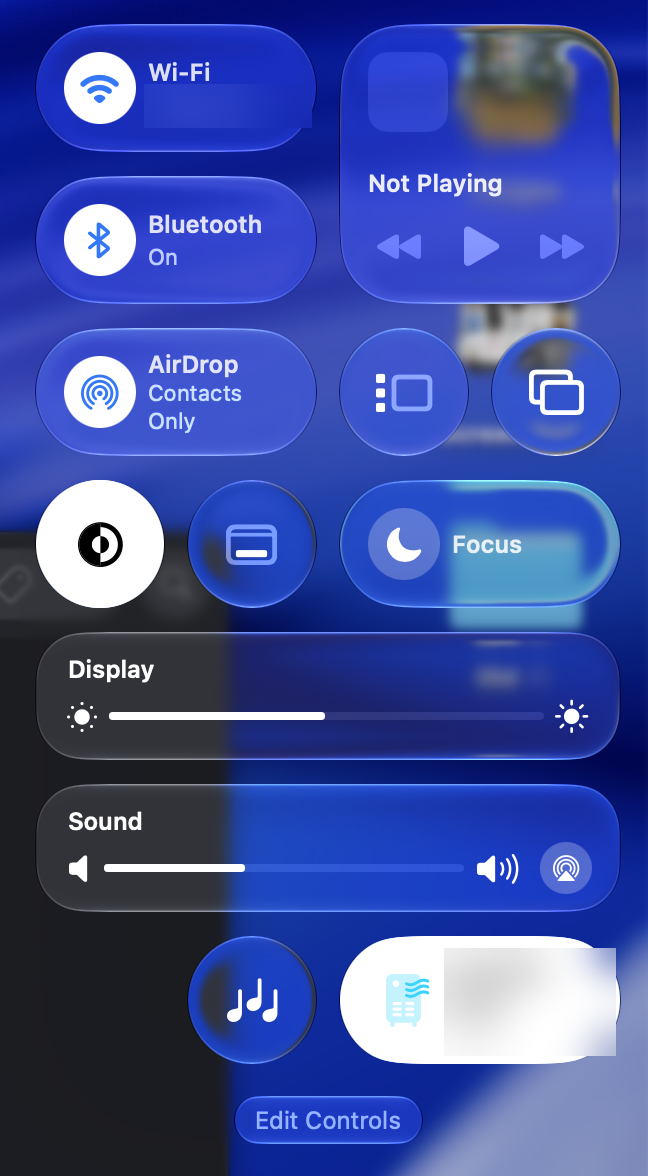 Wi-Fi
Not Playing
Bluetooth
On
AirDrop
Contacts
Only
Focus
Display
Sound
Edit Controls